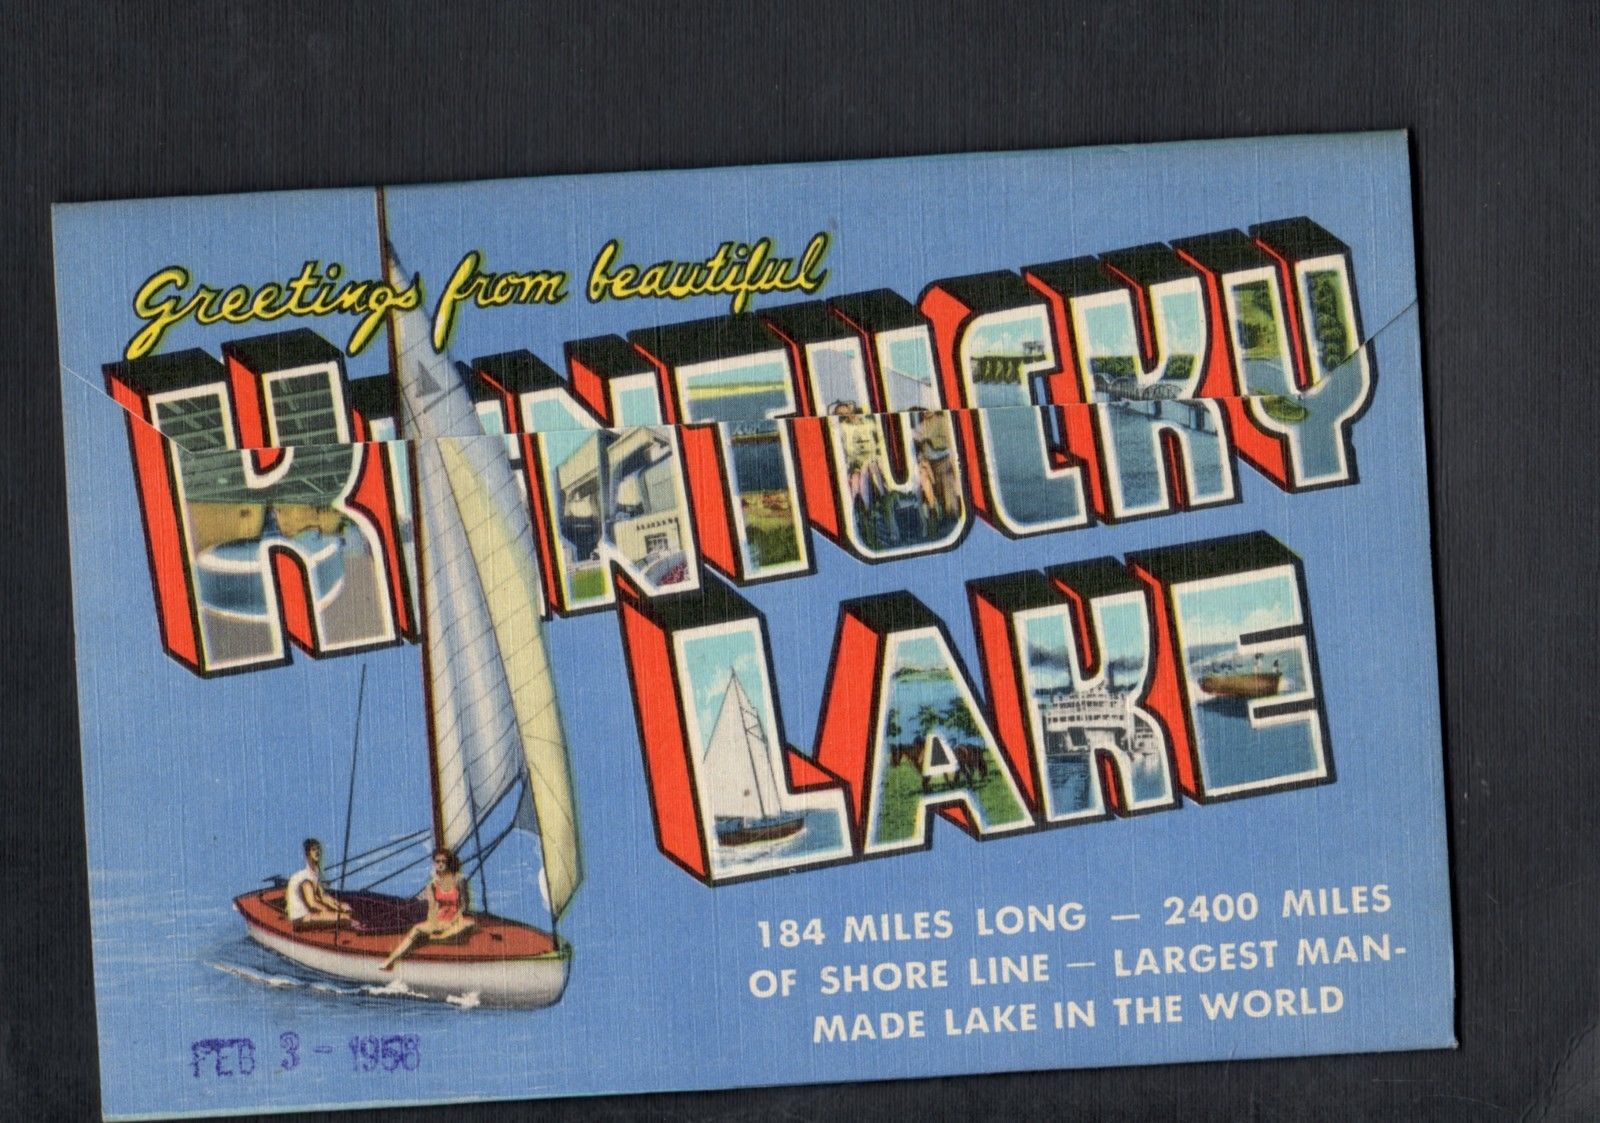 Greetings from beautiful
KENTUCKY
LAKE
184 MILES LONG — 2400 MILES
OF SHORE LINE — LARGEST MAN-
MADE LAKE IN THE WORLD
FEB 3 - 1958